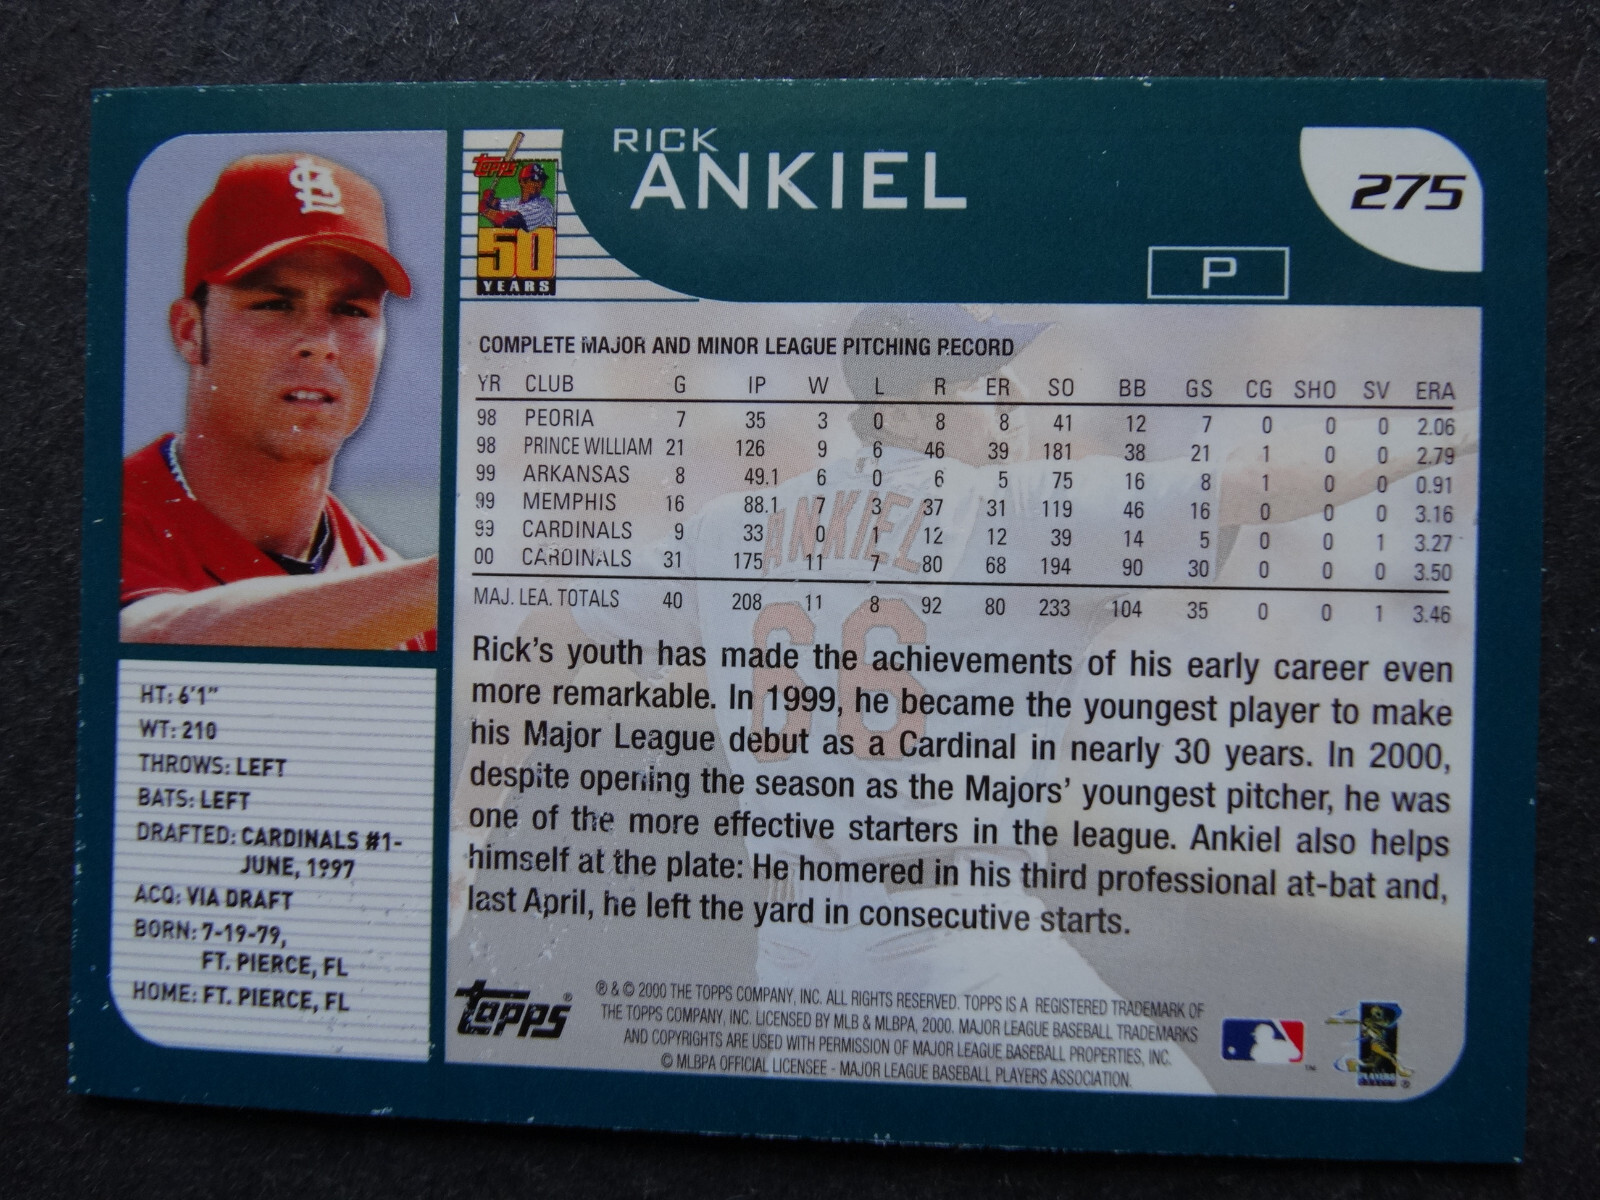 RICK
ANKIEL
275
P
Topps
50
YEARS
COMPLETE MAJOR AND MINOR LEAGUE PITCHING RECORD
YR CLUB G IP W L R ER SO BB GS CG SHO SV ERA
98 PEORIA 7 35 3 0 8 8 41 12 7 0 0 0 2.06
98 PRINCE WILLIAM 21 126 9 6 46 39 181 38 21 1 0 0 2.79
99 ARKANSAS 8 49.1 6 0 6 5 75 16 8 1 0 0 0.91
99 MEMPHIS 16 88.1 7 3 37 31 119 46 16 0 0 0 3.16
99 CARDINALS 9 33 0 1 12 12 39 14 5 0 0 1 3.27
00 CARDINALS 31 175 11 7 80 68 194 90 30 0 0 0 3.50
MAJ. LEA. TOTALS 40 208 11 8 92 80 233 104 35 0 0 1 3.46
ANKIEL
66
Rick's youth has made the achievements of his early career even
more remarkable. In 1999, he became the youngest player to make
his Major League debut as a Cardinal in nearly 30 years. In 2000,
despite opening the season as the Majors' youngest pitcher, he was
one of the more effective starters in the league. Ankiel also helps
himself at the plate: He homered in his third professional at-bat and,
last April, he left the yard in consecutive starts.
HT: 6'1"
WT: 210
THROWS: LEFT
BATS: LEFT
DRAFTED: CARDINALS #1-
JUNE, 1997
ACQ: VIA DRAFT
BORN: 7-19-79,
FT. PIERCE, FL
HOME: FT. PIERCE, FL
Topps®
® & © 2000 THE TOPPS COMPANY, INC. ALL RIGHTS RESERVED. TOPPS IS A REGISTERED TRADEMARK OF
THE TOPPS COMPANY, INC. LICENSED BY MLB & MLBPA, 2000. MAJOR LEAGUE BASEBALL TRADEMARKS
AND COPYRIGHTS ARE USED WITH PERMISSION OF MAJOR LEAGUE BASEBALL PROPERTIES, INC.
© MLBPA OFFICIAL LICENSEE - MAJOR LEAGUE BASEBALL PLAYERS ASSOCIATION.